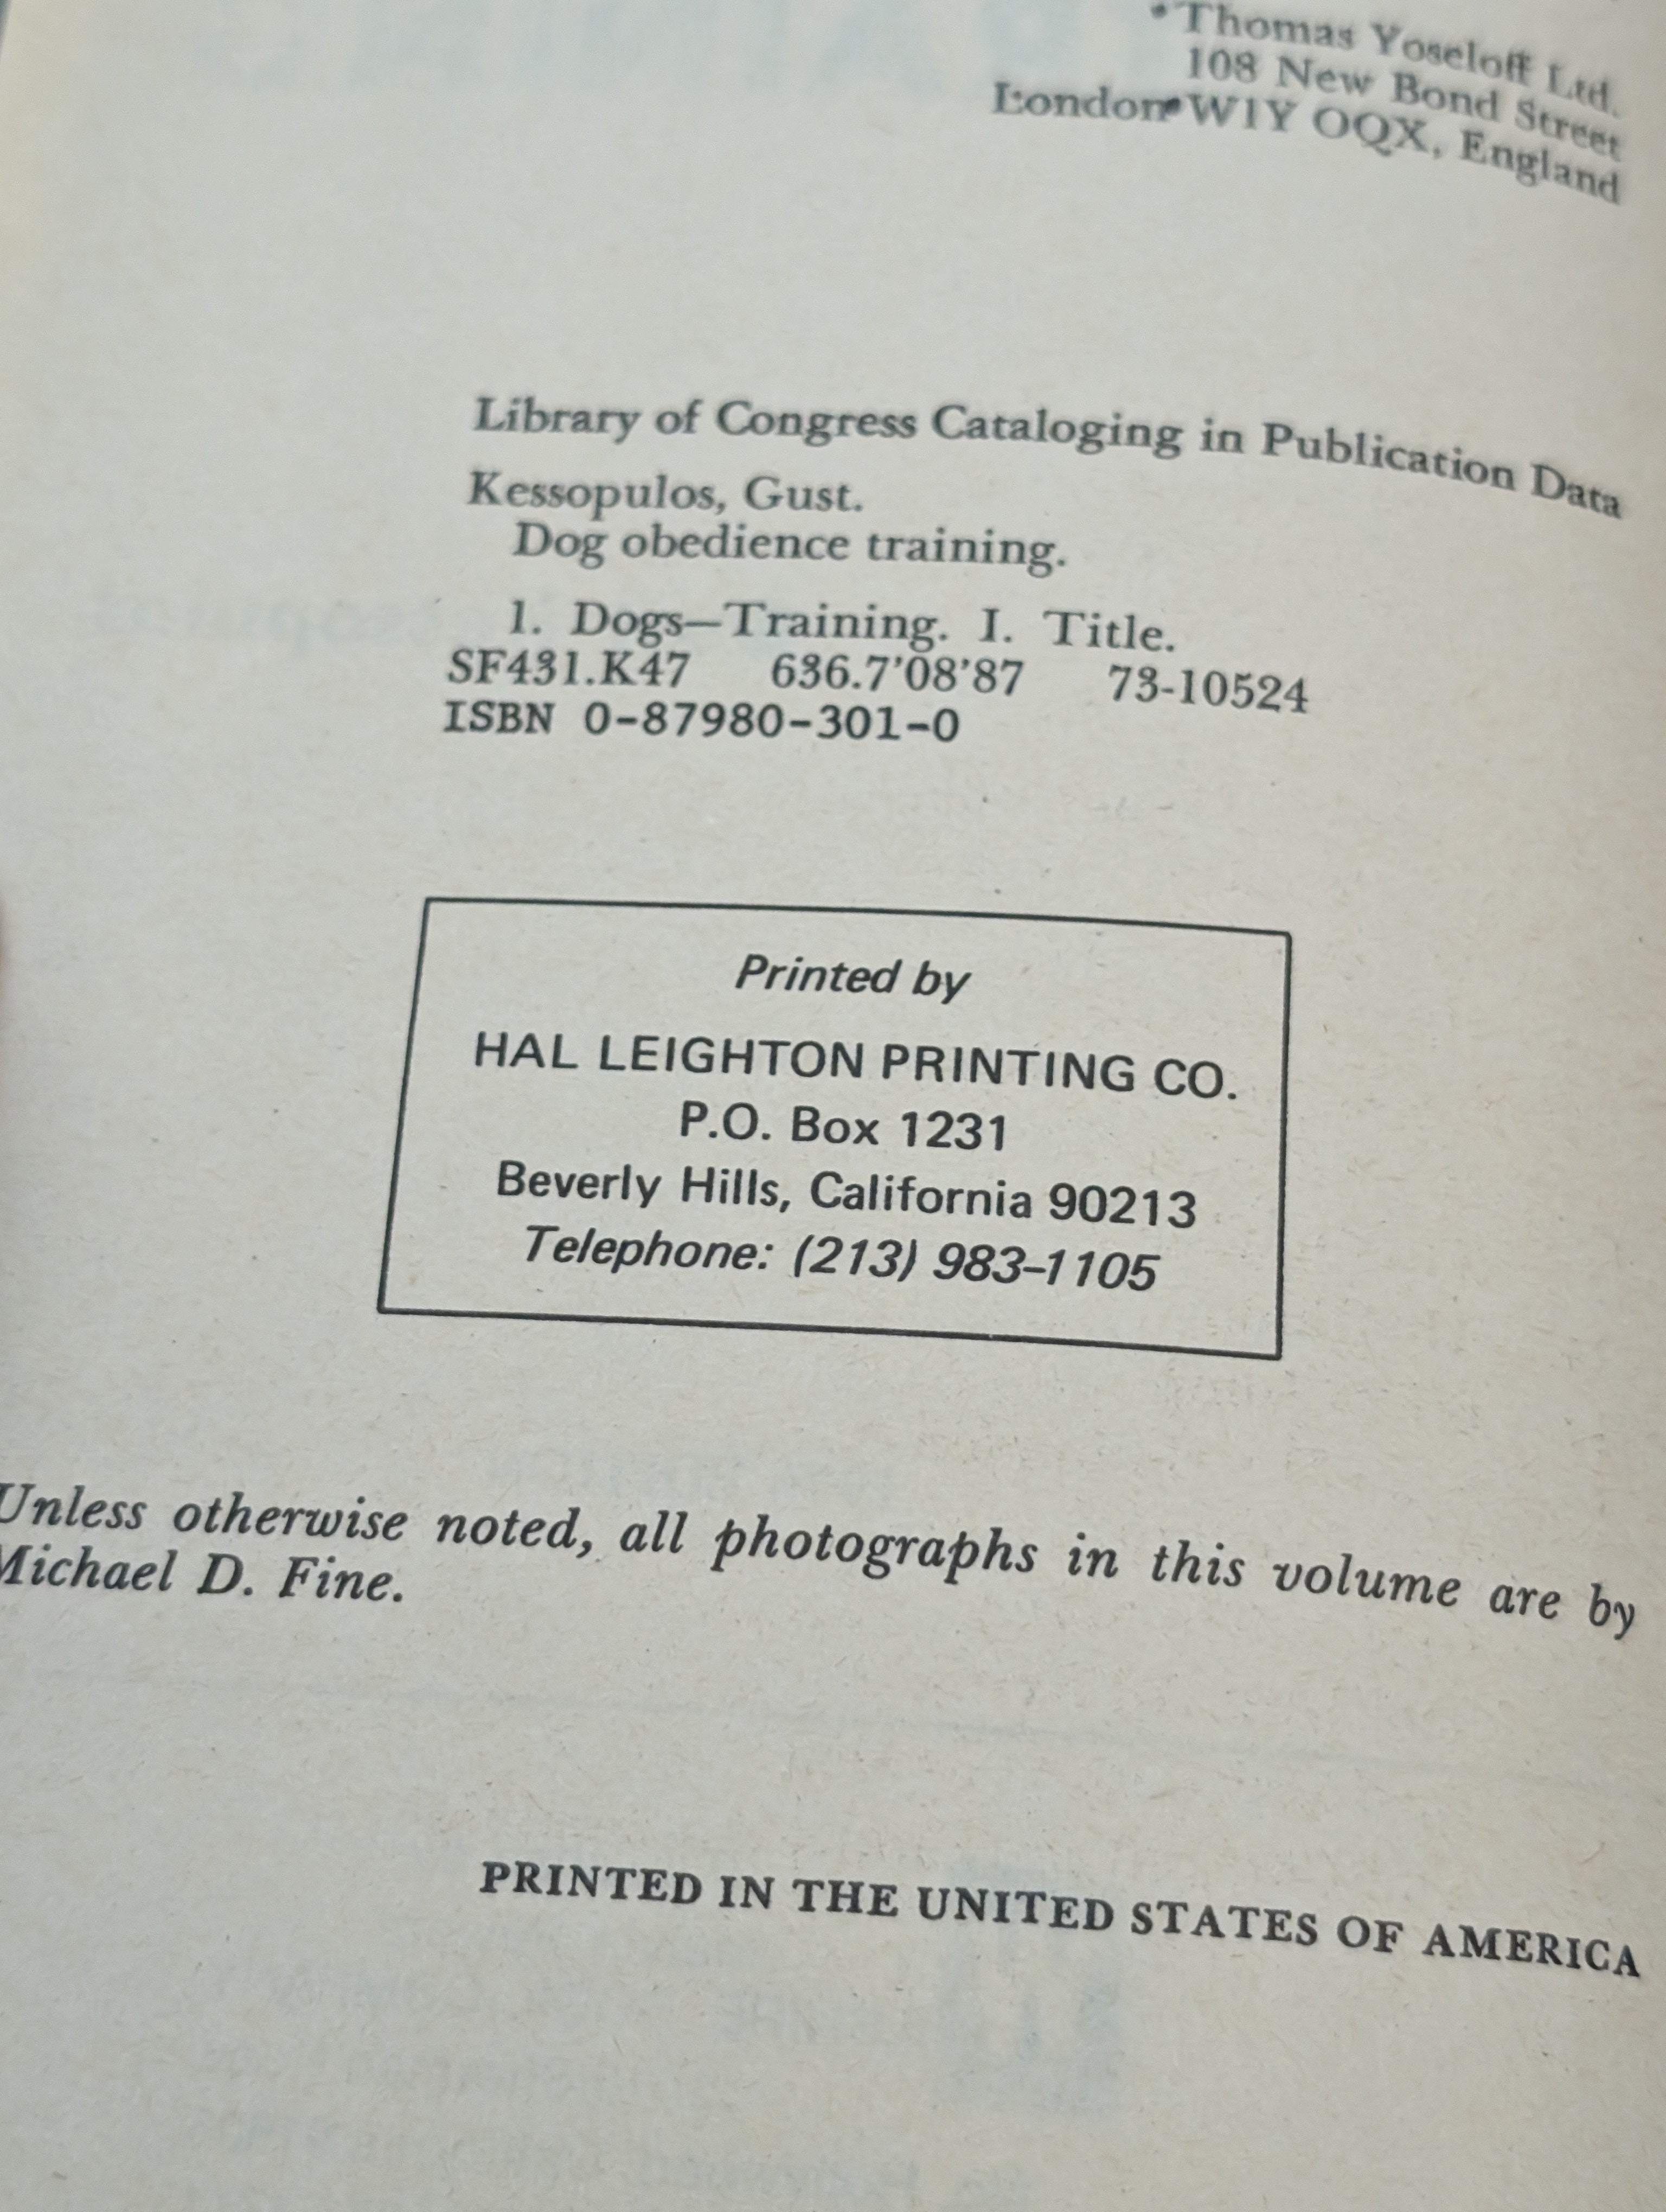 Thomas Yoseloff Ltd.
108 New Bond Street
London W1Y OQX, England
Library of Congress Cataloging in Publication Data
Kessopulos, Gust.
Dog obedience training.
1. Dogs—Training. I. Title.
SF431.K47 636.7'08'87 73-10524
ISBN 0-87980-301-0
Printed by
HAL LEIGHTON PRINTING CO.
P.O. Box 1231
Beverly Hills, California 90213
Telephone: (213) 983-1105
Unless otherwise noted, all photographs in this volume are by
Michael D. Fine.
PRINTED IN THE UNITED STATES OF AMERICA